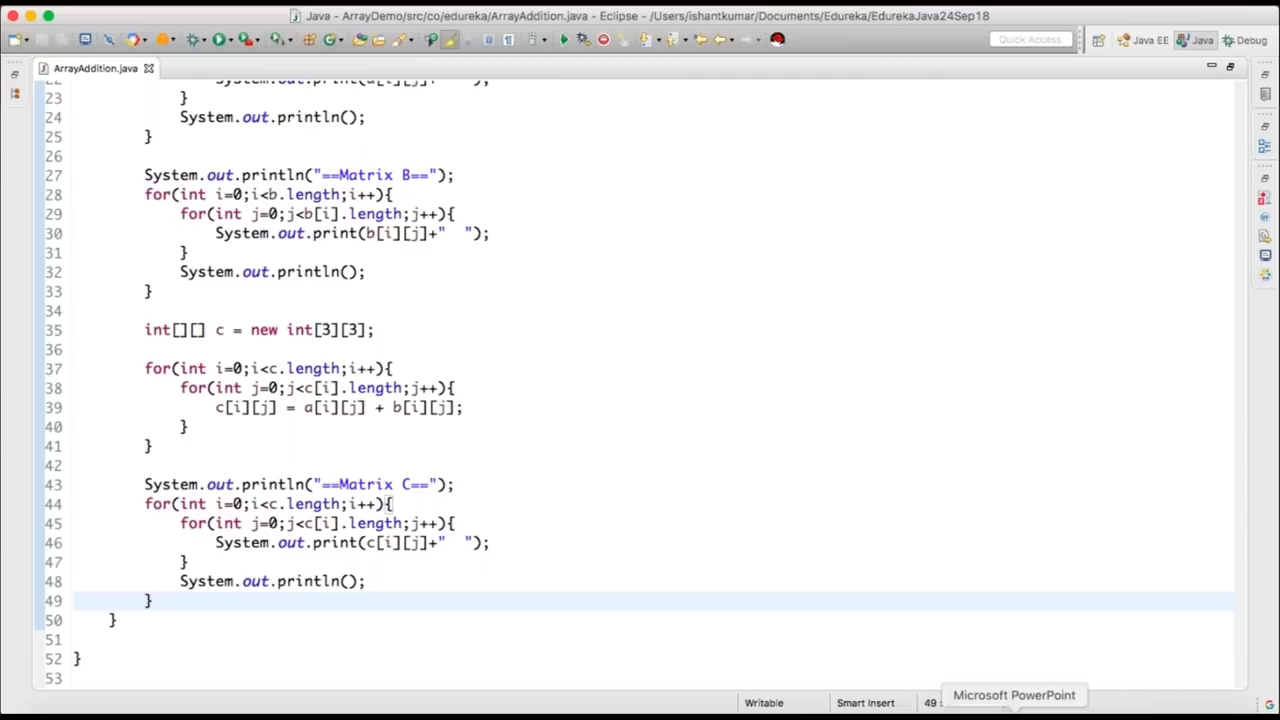 Java - ArrayDemo/src/co/edureka/ArrayAddition.java - Eclipse - /Users/ishantkumar/Documents/Edureka/EdurekaJava24Sep18
Quick Access
Java EE
Java
Debug
ArrayAddition.java
22 System.out.print(a[i][j]+"  ");
23 }
24 System.out.println();
25 }
26
27 System.out.println("==Matrix B==");
28 for(int i=0;i<b.length;i++){
29 for(int j=0;j<b[i].length;j++){
30 System.out.print(b[i][j]+"  ");
31 }
32 System.out.println();
33 }
34
35 int[][] c = new int[3][3];
36
37 for(int i=0;i<c.length;i++){
38 for(int j=0;j<c[i].length;j++){
39 c[i][j] = a[i][j] + b[i][j];
40 }
41 }
42
43 System.out.println("==Matrix C==");
44 for(int i=0;i<c.length;i++){
45 for(int j=0;j<c[i].length;j++){
46 System.out.print(c[i][j]+"  ");
47 }
48 System.out.println();
49 }
50 }
51
52 }
53
Writable
Smart Insert
49 :
Microsoft PowerPoint